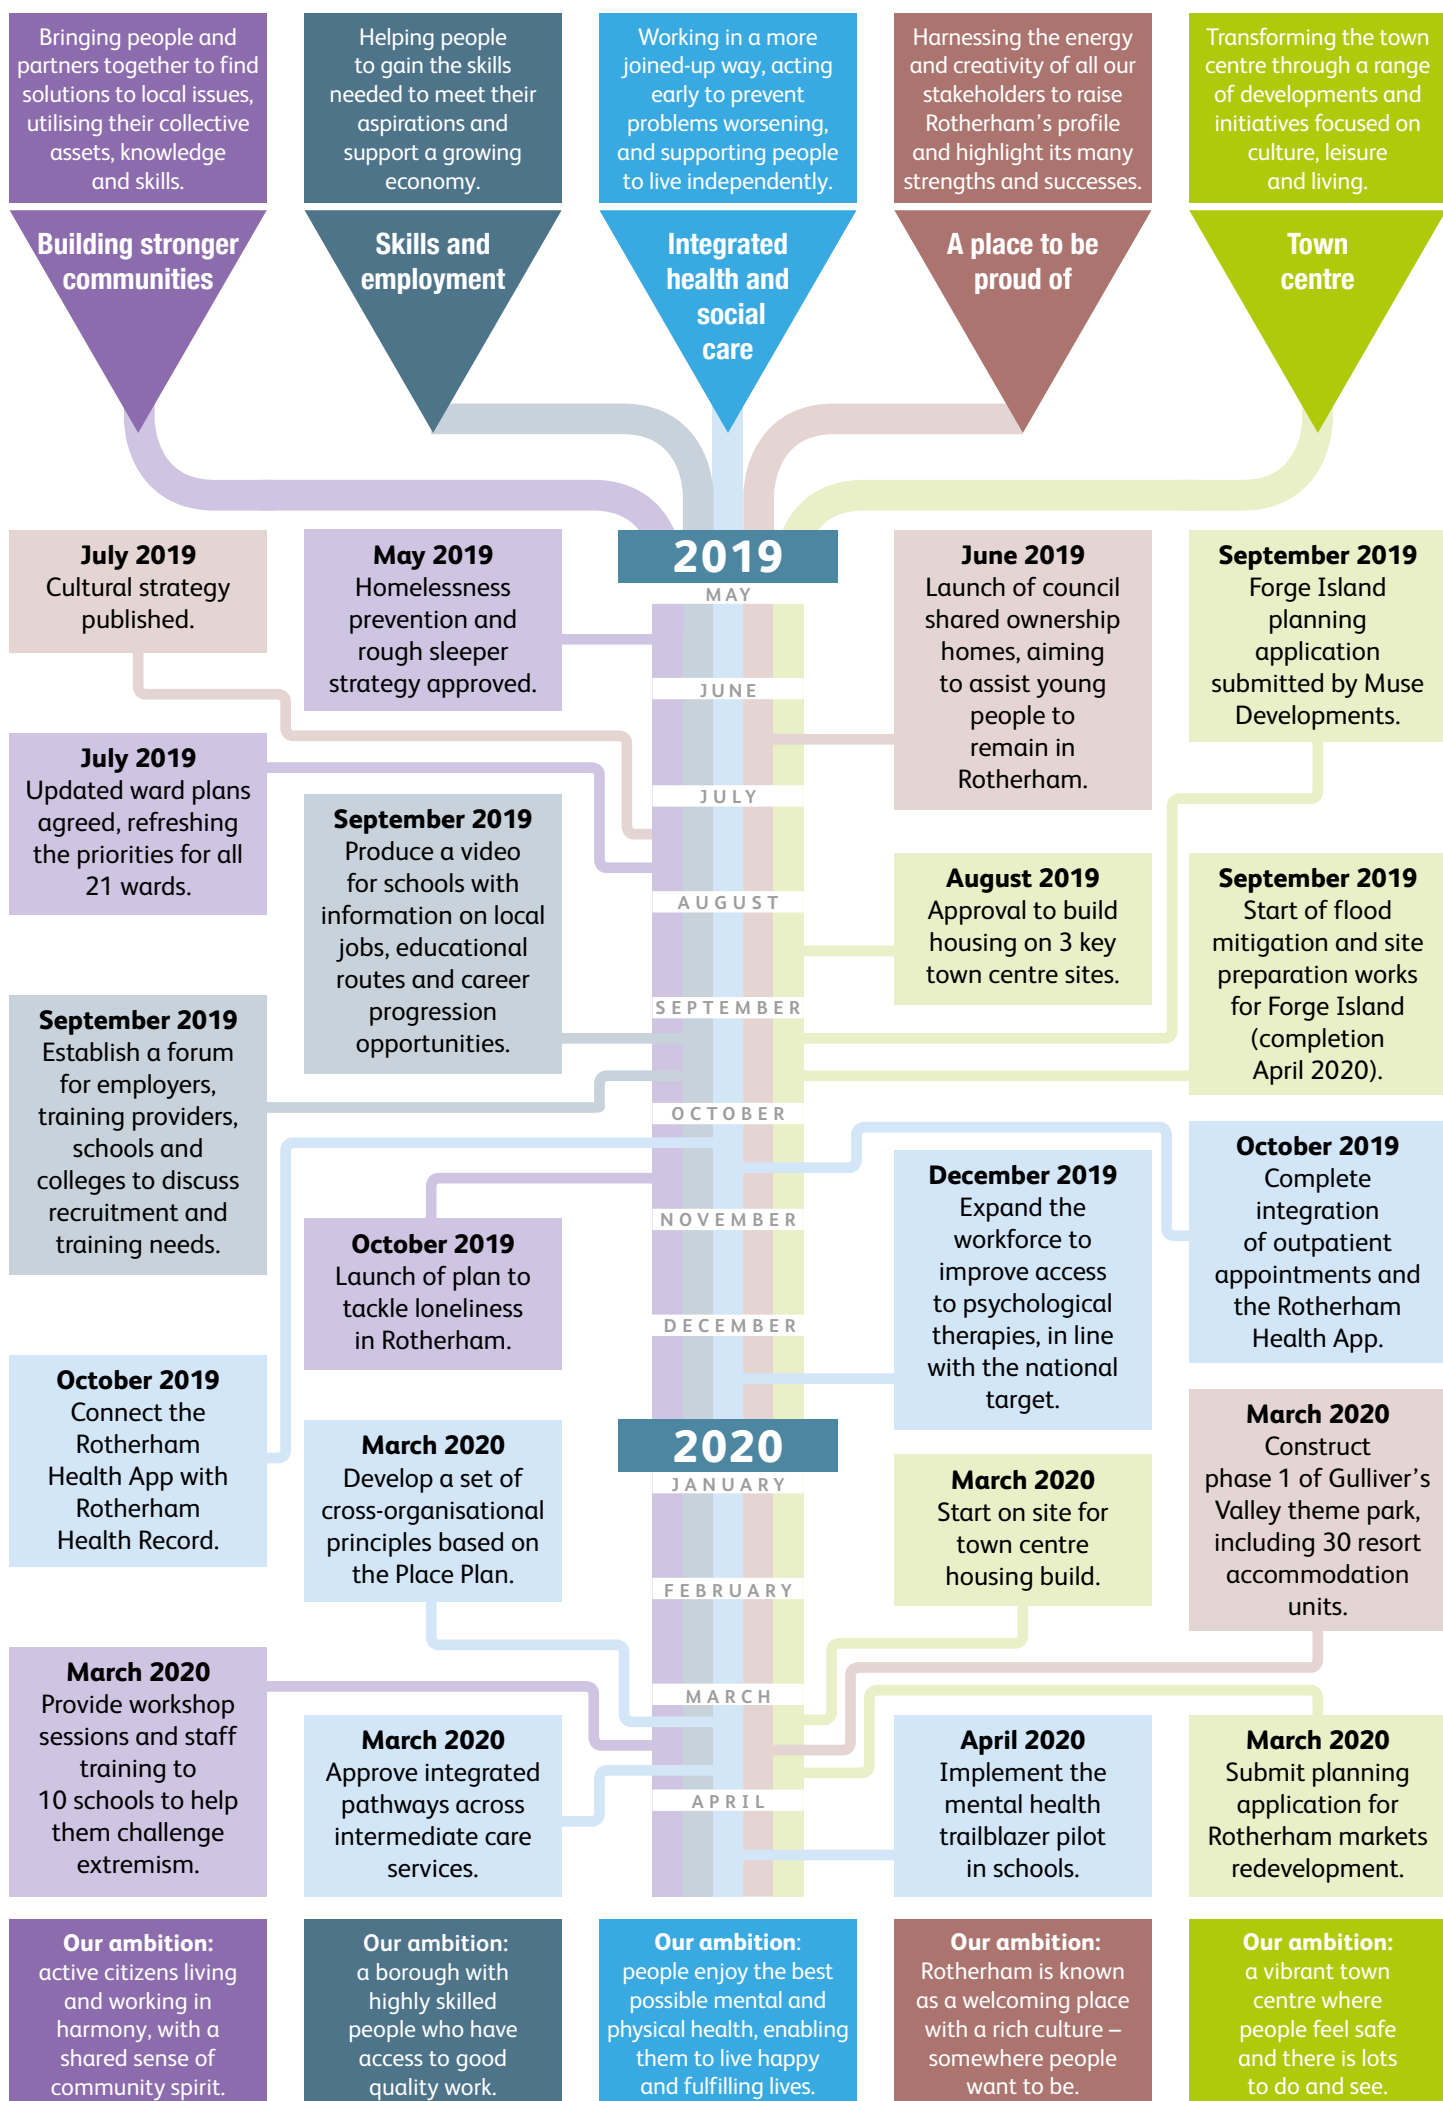 Bringing people and
partners together to find
solutions to local issues,
utilising their collective
assets, knowledge
and skills.
Helping people
to gain the skills
needed to meet their
aspirations and
support a growing
economy.
Working in a more
joined-up way, acting
early to prevent
problems worsening,
and supporting people
to live independently.
Harnessing the energy
and creativity of all our
stakeholders to raise
Rotherham's profile
and highlight its many
strengths and successes.
Transforming the town
centre through a range
of developments and
initiatives focused on
culture, leisure
and living.
Building stronger
communities
Skills and
employment
Integrated
health and
social
care
A place to be
proud of
Town
centre
July 2019
Cultural strategy
published.
July 2019
Updated ward plans
agreed, refreshing
the priorities for all
21 wards.
September 2019
Establish a forum
for employers,
training providers,
schools and
colleges to discuss
recruitment and
training needs.
October 2019
Connect the
Rotherham
Health App with
Rotherham
Health Record.
March 2020
Provide workshop
sessions and staff
training to
10 schools to help
them challenge
extremism.
May 2019
Homelessness
prevention and
rough sleeper
strategy approved.
September 2019
Produce a video
for schools with
information on local
jobs, educational
routes and career
progression
opportunities.
October 2019
Launch of plan to
tackle loneliness
in Rotherham.
March 2020
Develop a set of
cross-organisational
principles based on
the Place Plan.
March 2020
Approve integrated
pathways across
intermediate care
services.
2019
MAY
JUNE
JULY
AUGUST
SEPTEMBER
OCTOBER
NOVEMBER
DECEMBER
2020
JANUARY
FEBRUARY
MARCH
APRIL
June 2019
Launch of council
shared ownership
homes, aiming
to assist young
people to
remain in
Rotherham.
August 2019
Approval to build
housing on 3 key
town centre sites.
December 2019
Expand the
workforce to
improve access
to psychological
therapies, in line
with the national
target.
March 2020
Start on site for
town centre
housing build.
April 2020
Implement the
mental health
trailblazer pilot
in schools.
September 2019
Forge Island
planning
application
submitted by Muse
Developments.
September 2019
Start of flood
mitigation and site
preparation works
for Forge Island
(completion
April 2020).
October 2019
Complete
integration
of outpatient
appointments and
the Rotherham
Health App.
March 2020
Construct
phase 1 of Gulliver's
Valley theme park,
including 30 resort
accommodation
units.
March 2020
Submit planning
application for
Rotherham markets
redevelopment.
Our ambition:
active citizens living
and working in
harmony, with a
shared sense of
community spirit.
Our ambition:
a borough with
highly skilled
people who have
access to good
quality work.
Our ambition:
people enjoy the best
possible mental and
physical health, enabling
them to live happy
and fulfilling lives.
Our ambition:
Rotherham is known
as a welcoming place
with a rich culture –
somewhere people
want to be.
Our ambition:
a vibrant town
centre where
people feel safe
and there is lots
to do and see.